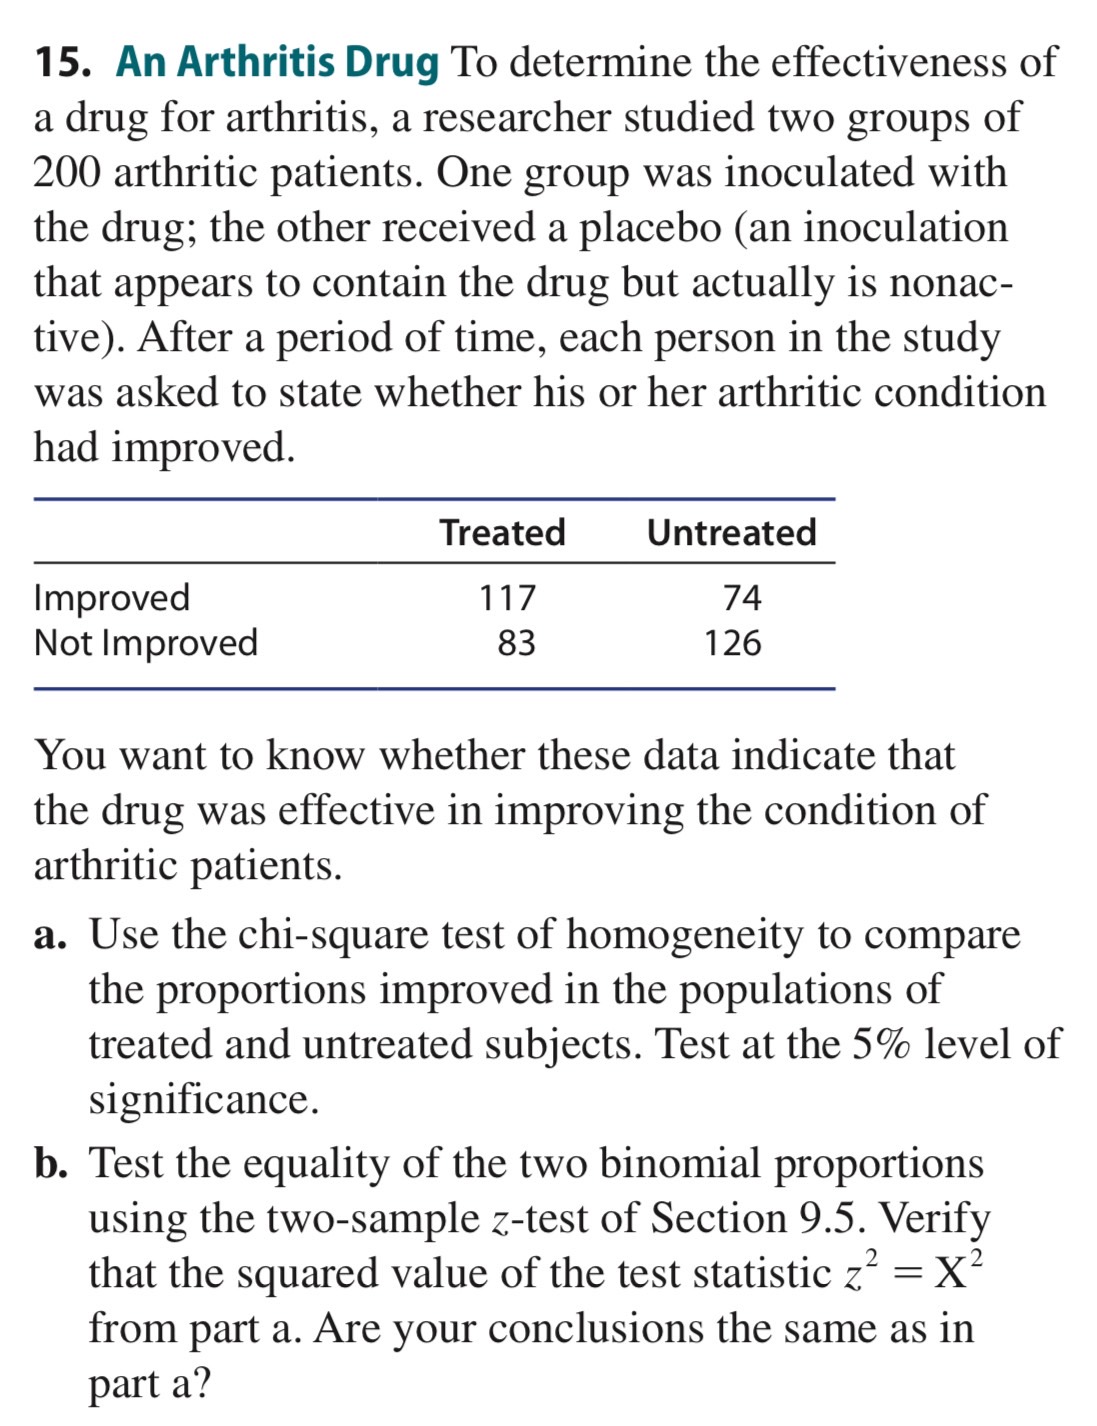 15. An Arthritis Drug To determine the effectiveness of
a drug for arthritis, a researcher studied two groups of
200 arthritic patients. One group was inoculated with
the drug; the other received a placebo (an inoculation
that appears to contain the drug but actually is nonac-
tive). After a period of time, each person in the study
was asked to state whether his or her arthritic condition
had improved.
Treated Untreated
Improved 117 74
Not Improved 83 126
You want to know whether these data indicate that
the drug was effective in improving the condition of
arthritic patients.
a. Use the chi-square test of homogeneity to compare
the proportions improved in the populations of
treated and untreated subjects. Test at the 5% level of
significance.
b. Test the equality of the two binomial proportions
using the two-sample z-test of Section 9.5. Verify
that the squared value of the test statistic z² = X²
from part a. Are your conclusions the same as in
part a?